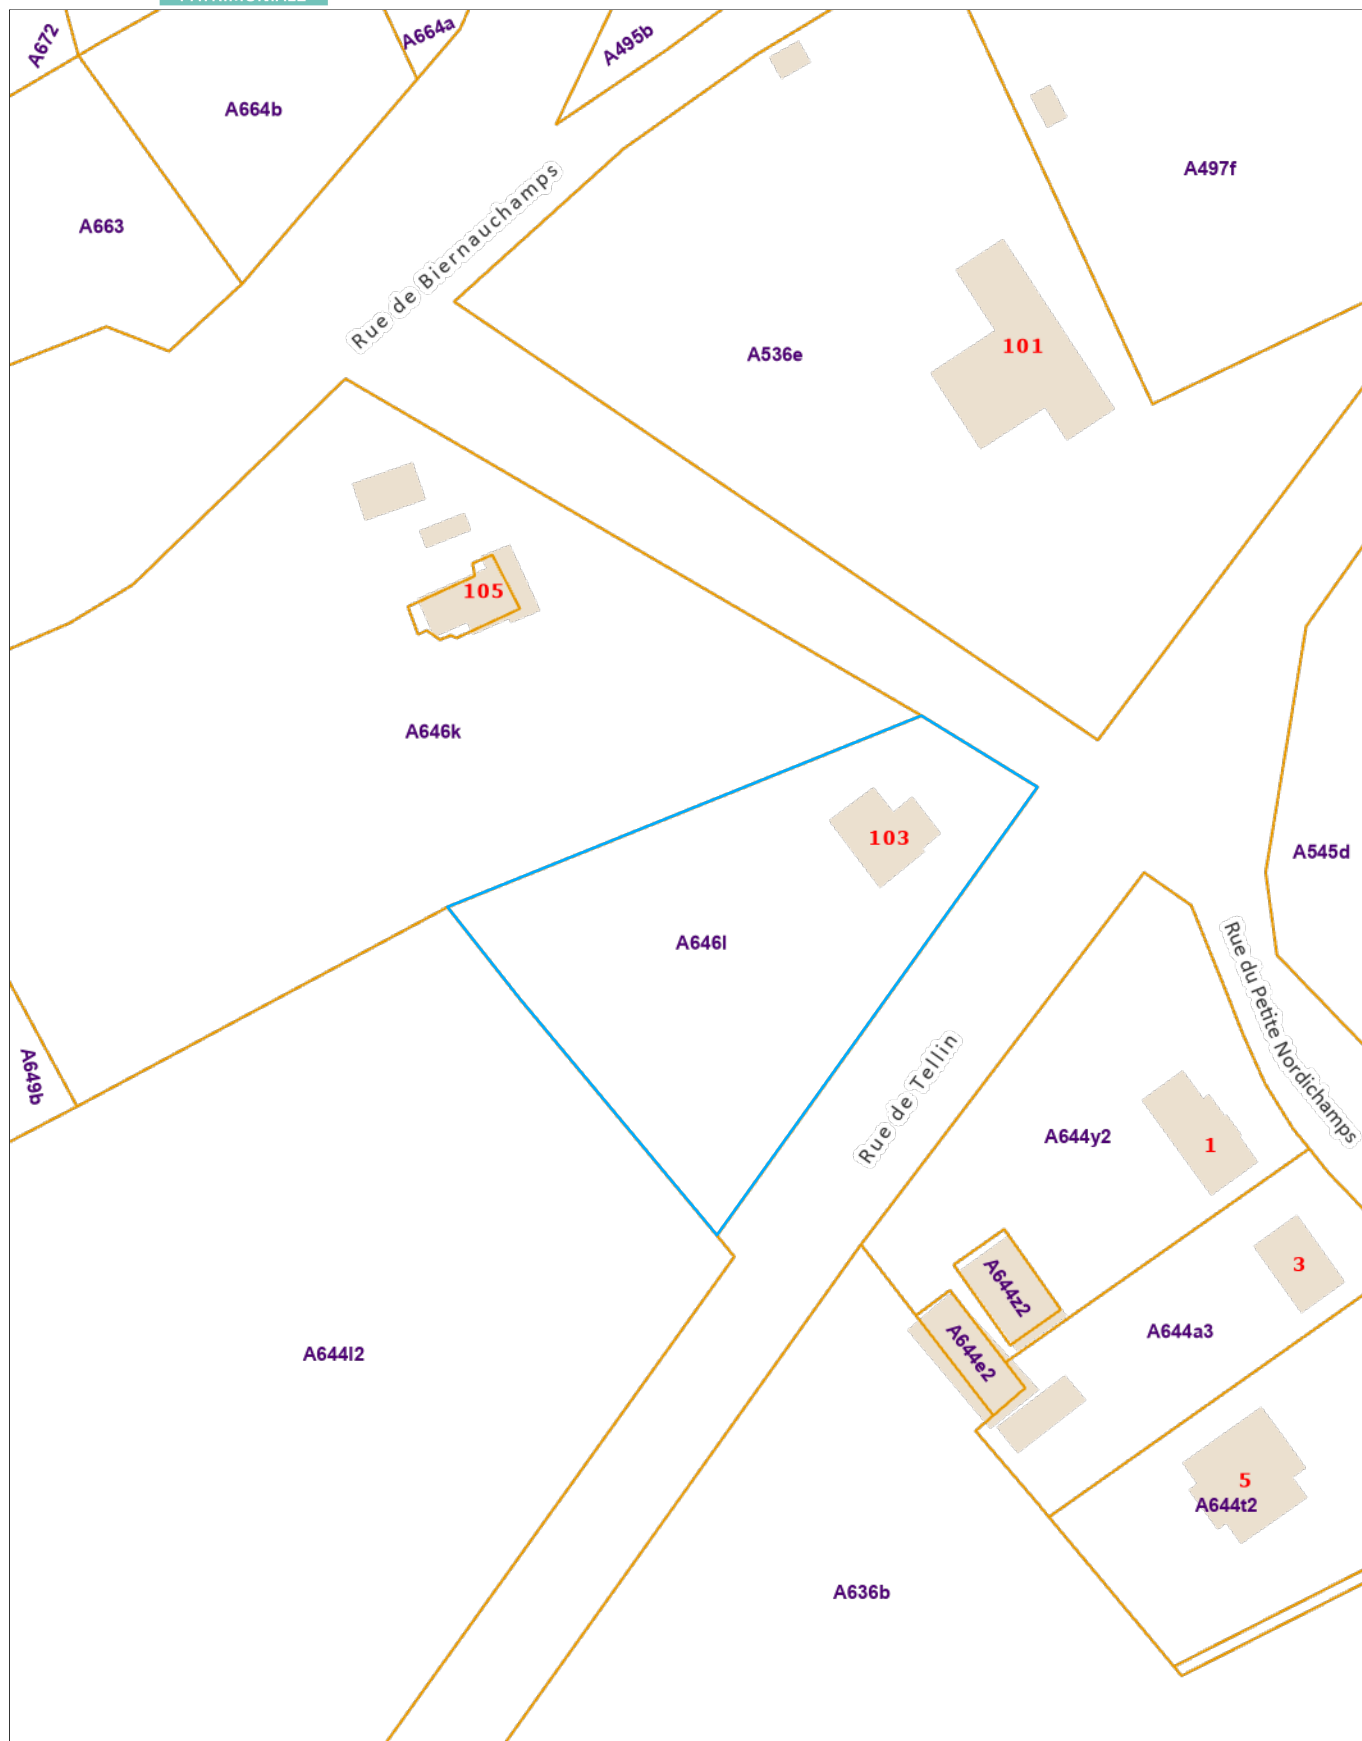 A672
A664a
A495b
A664b
A497f
A663
Rue de Biernauchamps
101
A536e
105
A646k
103
A545d
A646l
Rue du Petite Nordichamps
Rue de Tellin
A649b
A644y2
1
3
A644z2
A644a3
A644e2
A644l2
5
A644t2
A636b